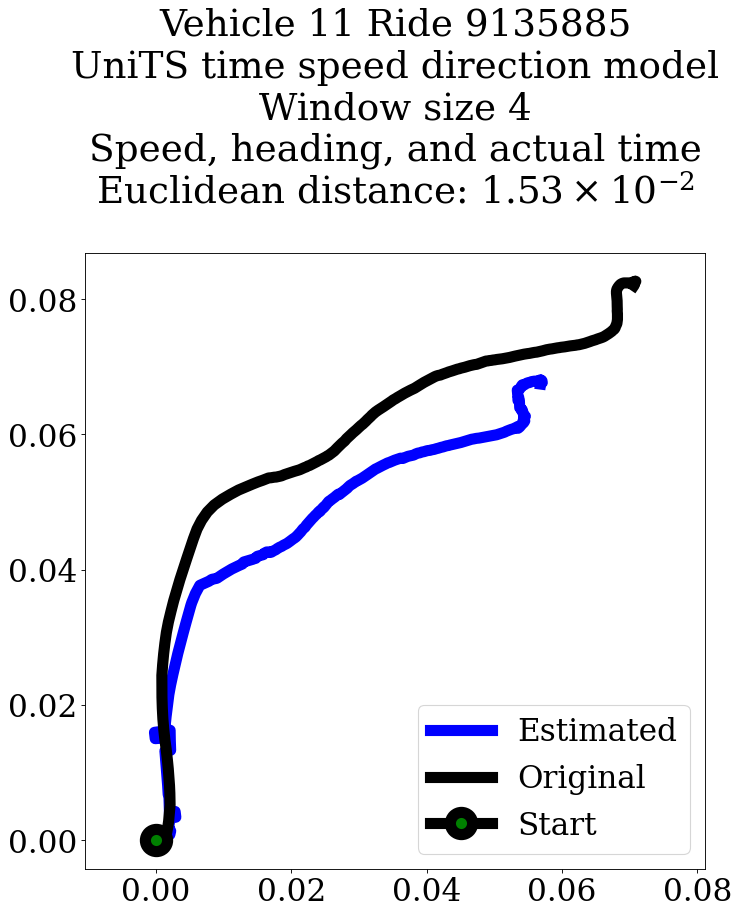 Vehicle 11 Ride 9135885
UniTS time speed direction model
Window size 4
Speed, heading, and actual time
Euclidean distance: 1.53 × 10⁻²
0.08
0.06
0.04
0.02
0.00
Estimated
Original
Start
0.00 0.02 0.04 0.06 0.08